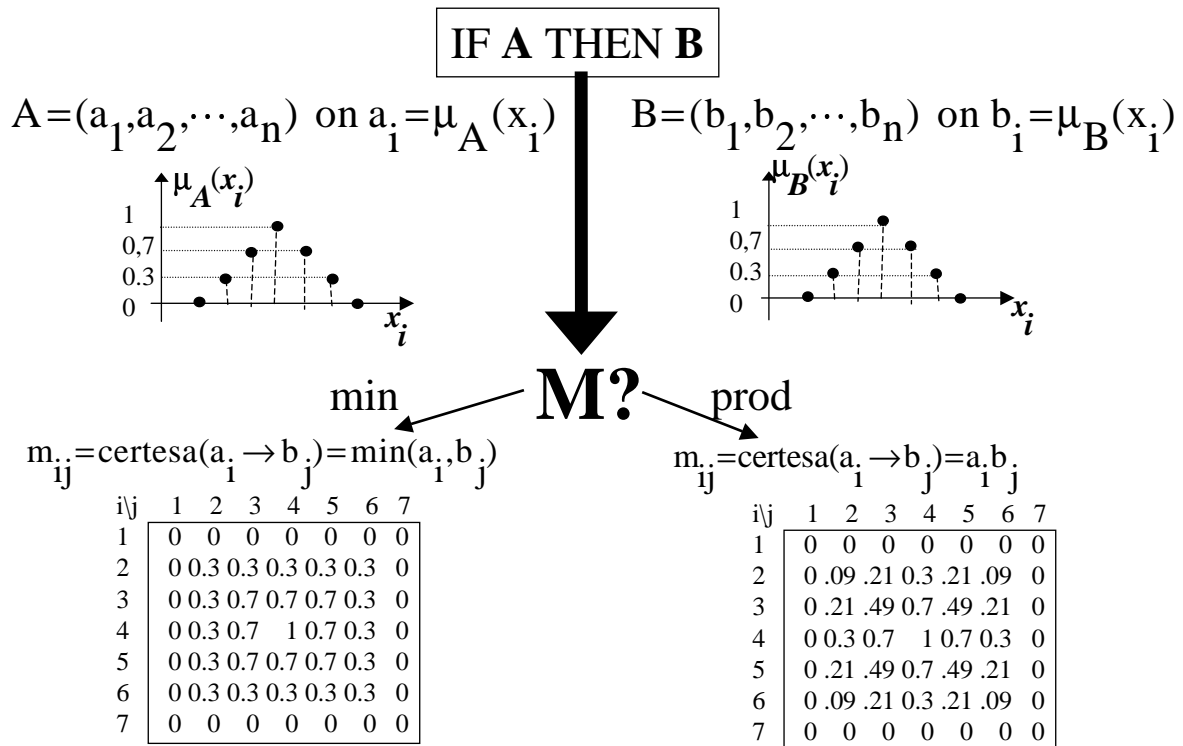 IF A THEN B
A=(a1,a2,⋯,an) on ai=μA(xi)
B=(b1,b2,⋯,bn) on bi=μB(xi)
μA(xi)
1
0,7
0.3
0
xi
μB(xi)
1
0,7
0.3
0
xi
M?
min
prod
mij=certesa(ai→bj)=min(ai,bj)
i\j 1 2 3 4 5 6 7
1 0 0 0 0 0 0 0
2 0 0.3 0.3 0.3 0.3 0.3 0
3 0 0.3 0.7 0.7 0.7 0.3 0
4 0 0.3 0.7 1 0.7 0.3 0
5 0 0.3 0.7 0.7 0.7 0.3 0
6 0 0.3 0.3 0.3 0.3 0.3 0
7 0 0 0 0 0 0 0
mij=certesa(ai→bj)=aibj
i\j 1 2 3 4 5 6 7
1 0 0 0 0 0 0 0
2 0 .09 .21 0.3 .21 .09 0
3 0 .21 .49 0.7 .49 .21 0
4 0 0.3 0.7 1 0.7 0.3 0
5 0 .21 .49 0.7 .49 .21 0
6 0 .09 .21 0.3 .21 .09 0
7 0 0 0 0 0 0 0